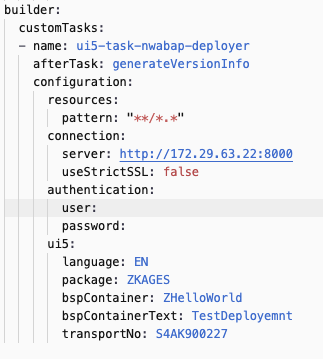 builder:
  customTasks:
  - name: ui5-task-nwabap-deployer
    afterTask: generateVersionInfo
    configuration:
      resources:
        pattern: "**/*.*"
      connection:
        server: http://172.29.63.22:8000
        useStrictSSL: false
      authentication:
        user:
        password:
      ui5:
        language: EN
        package: ZKAGES
        bspContainer: ZHelloWorld
        bspContainerText: TestDeployemnt
        transportNo: S4AK900227